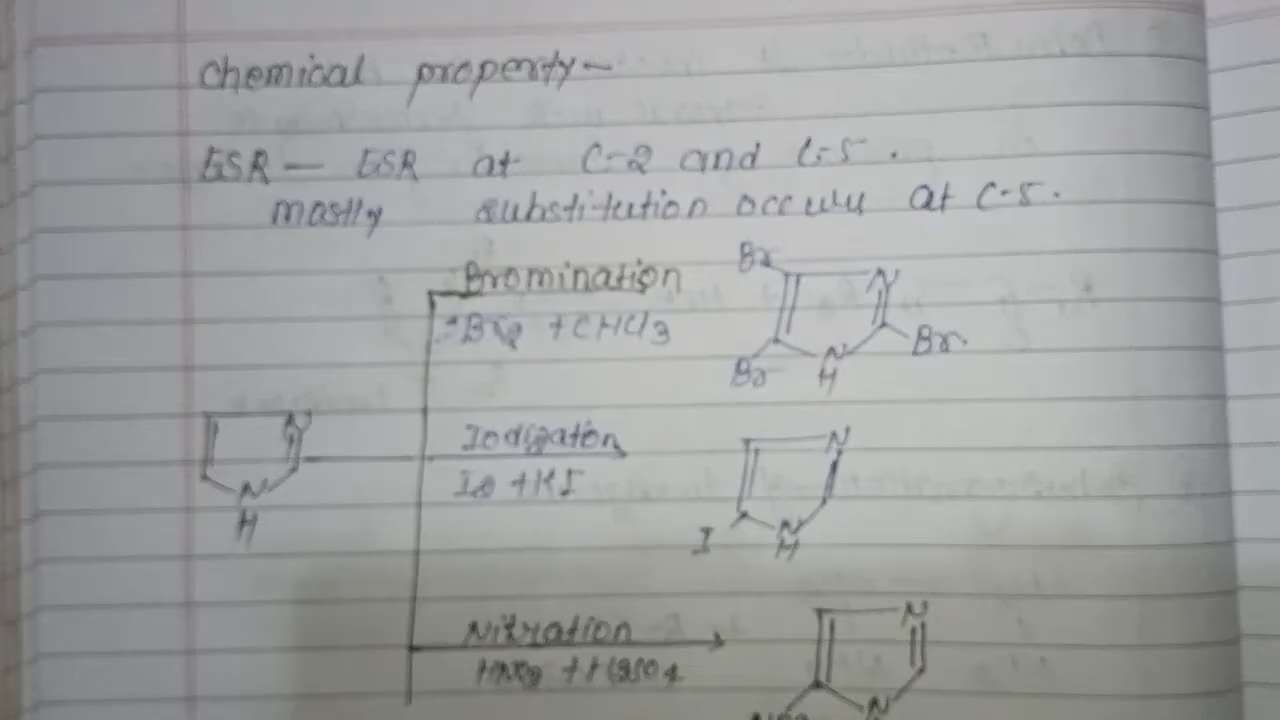 Chemical property -
ESR - ESR at C-2 and C-5.
mostly substitution occurs at C-5.
Bromination
Br2 + CHCl3
Br
N
Br
Br
N
H
N
N
H
Iodization
I2 + KI
N
I
N
H
Nitration
HNO3 + H2SO4
N
N